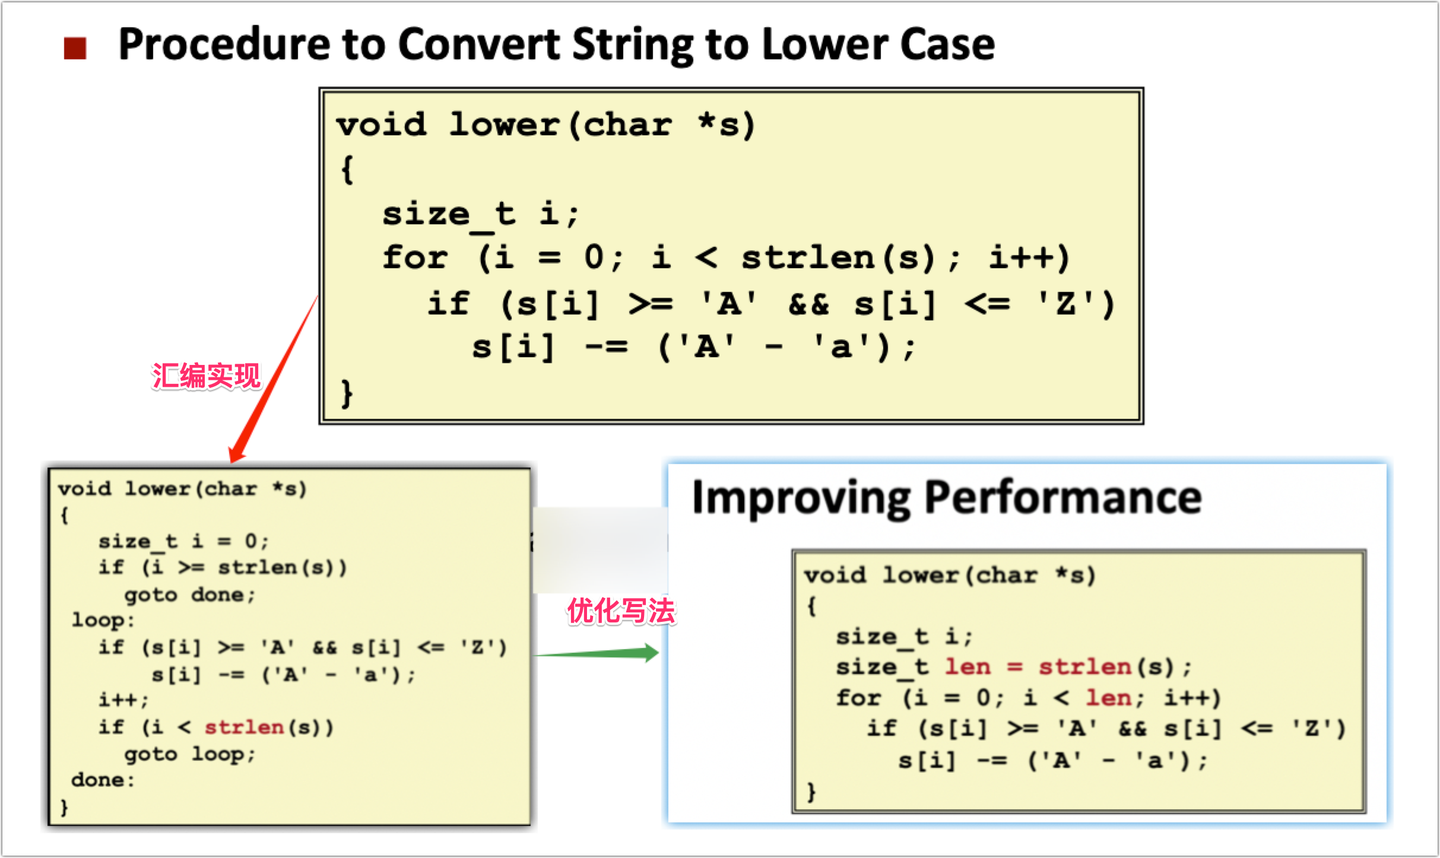 Procedure to Convert String to Lower Case
void lower(char *s)
{
size_t i;
for (i = 0; i < strlen(s); i++)
if (s[i] >= 'A' && s[i] <= 'Z')
s[i] -= ('A' - 'a');
}
汇编实现
void lower(char *s)
{
size_t i = 0;
if (i >= strlen(s))
goto done;
loop:
if (s[i] >= 'A' && s[i] <= 'Z')
s[i] -= ('A' - 'a');
i++;
if (i < strlen(s))
goto loop;
done:
}
优化写法
Improving Performance
void lower(char *s)
{
size_t i;
size_t len = strlen(s);
for (i = 0; i < len; i++)
if (s[i] >= 'A' && s[i] <= 'Z')
s[i] -= ('A' - 'a');
}